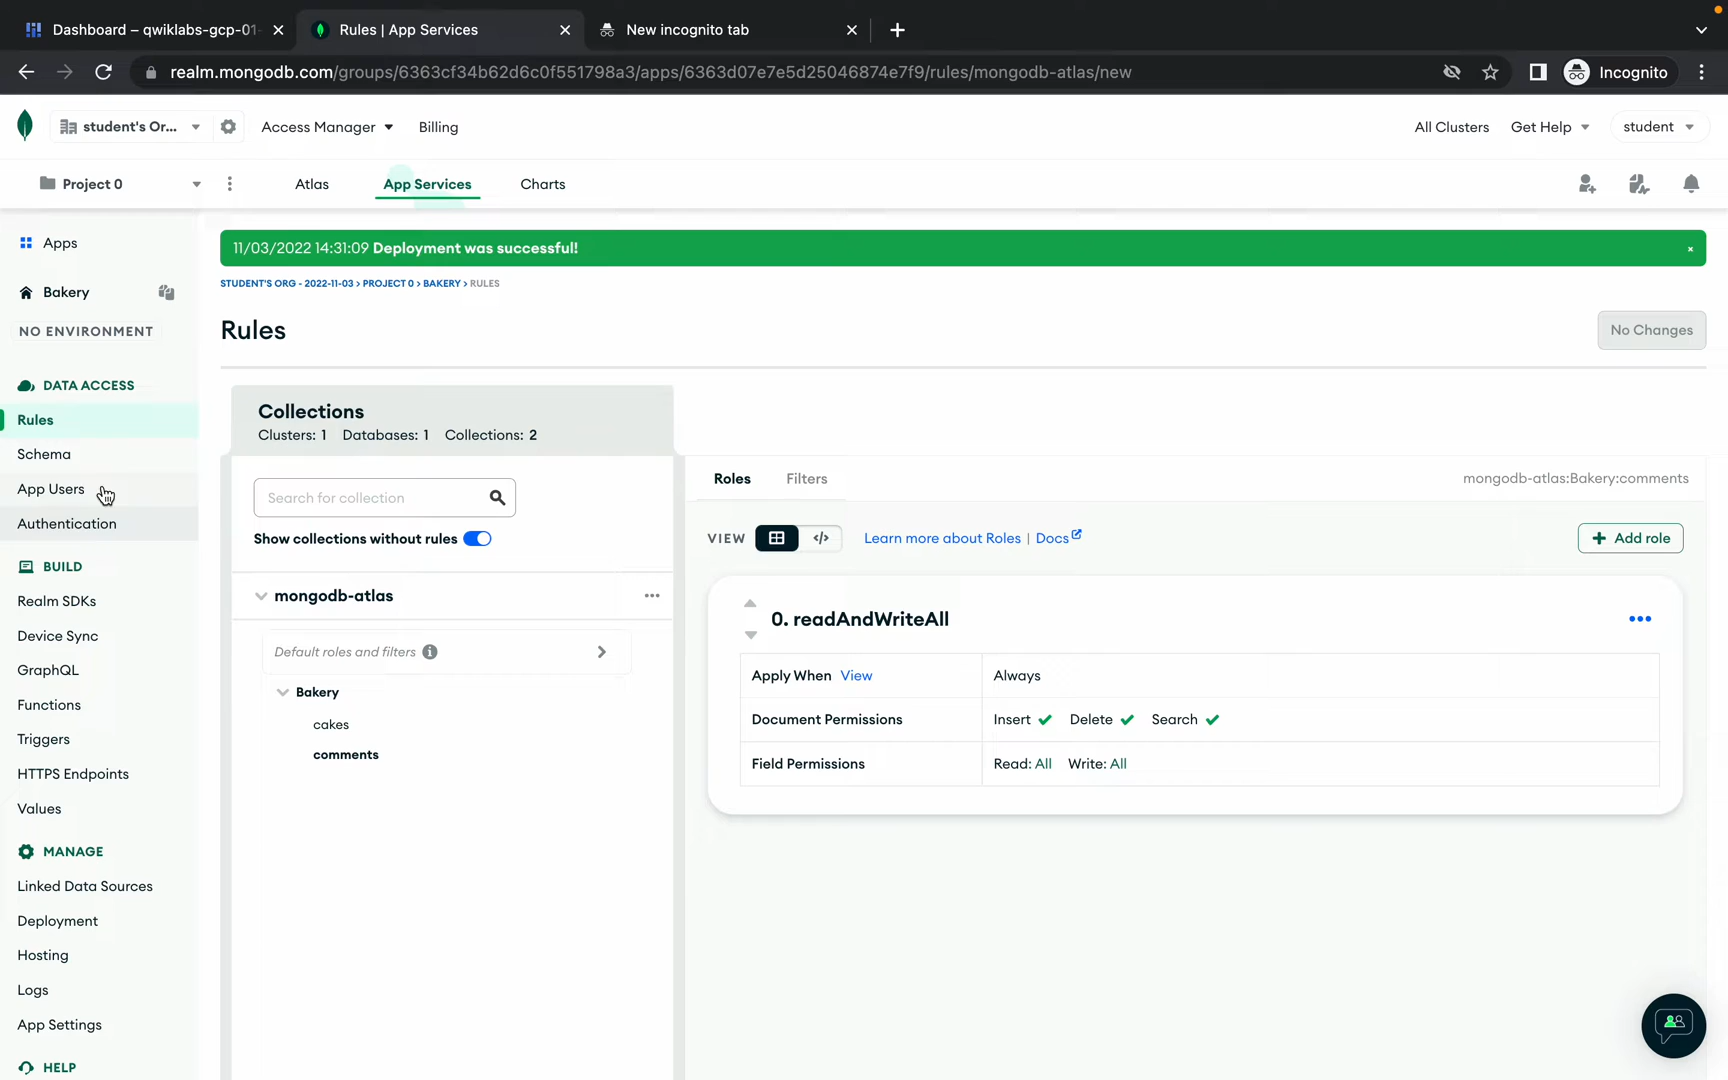 Dashboard – qwiklabs-gcp-01-
Rules | App Services
New incognito tab
realm.mongodb.com/groups/6363cf34b62d6c0f551798a3/apps/6363d07e7e5d25046874e7f9/rules/mongodb-atlas/new
Incognito
student's Or...
Access Manager
Billing
All Clusters
Get Help
student
Project 0
Atlas
App Services
Charts
Apps
Bakery
NO ENVIRONMENT
DATA ACCESS
Rules
Schema
App Users
Authentication
BUILD
Realm SDKs
Device Sync
GraphQL
Functions
Triggers
HTTPS Endpoints
Values
MANAGE
Linked Data Sources
Deployment
Hosting
Logs
App Settings
HELP
11/03/2022 14:31:09 Deployment was successful!
STUDENT'S ORG - 2022-11-03 > PROJECT 0 > BAKERY > RULES
Rules
No Changes
Collections
Clusters: 1 Databases: 1 Collections: 2
Search for collection
Show collections without rules
mongodb-atlas
Default roles and filters
Bakery
cakes
comments
Roles
Filters
mongodb-atlas:Bakery:comments
VIEW
Learn more about Roles | Docs
Add role
0. readAndWriteAll
Apply When View
Always
Document Permissions
Insert Delete Search
Field Permissions
Read: All Write: All